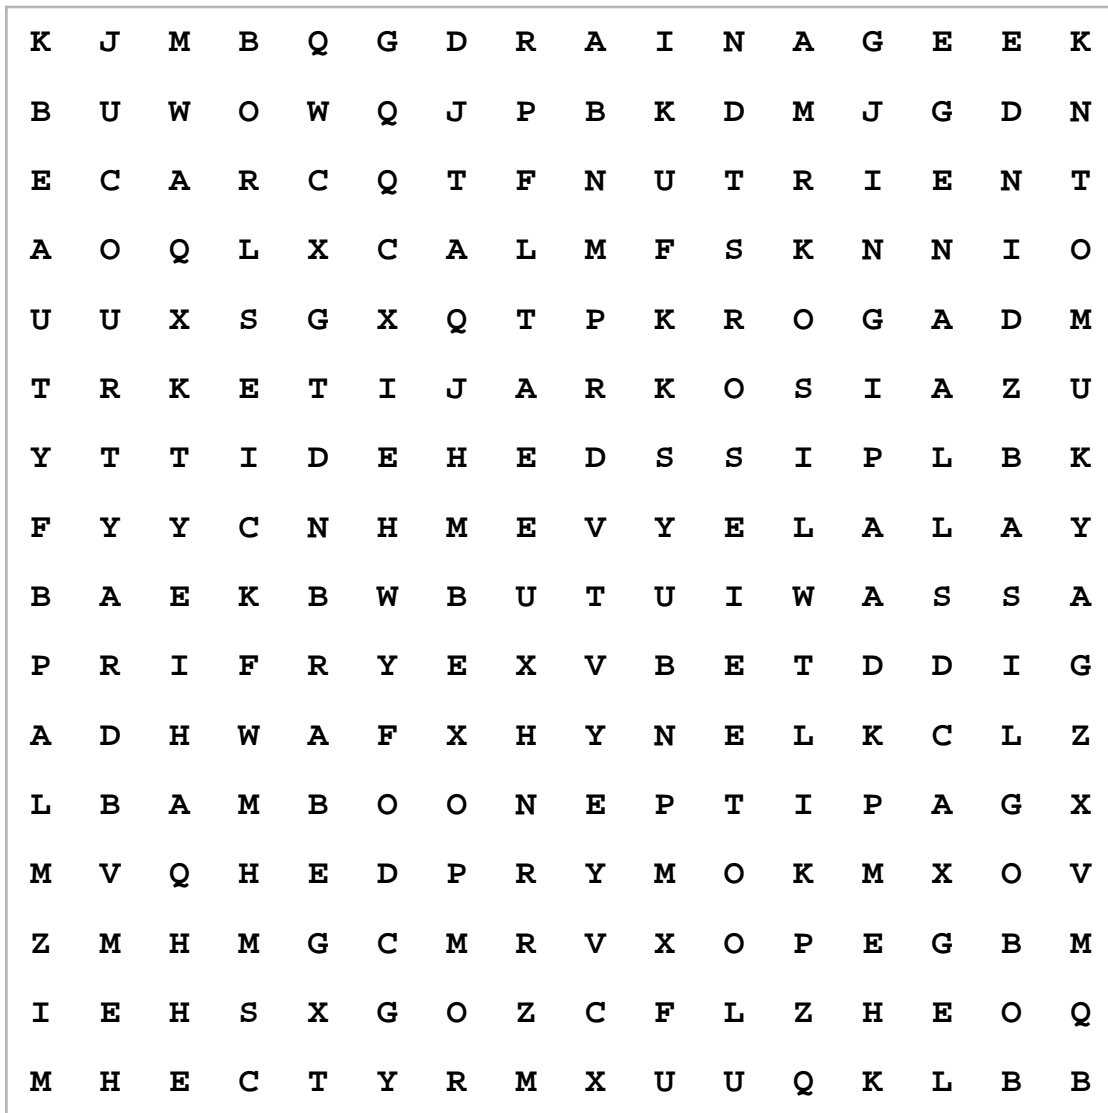 K J M B Q G D R A I N A G E E K
B U W O W Q J P B K D M J G D N
E C A R C Q T F N U T R I E N T
A O Q L X C A L M F S K N N I O
U U X S G X Q T P K R O G A D M
T R K E T I J A R K O S I A Z U
Y T T I D E H E D S S I P L B K
F Y Y C N H M E V Y E L A L A Y
B A E K B W B U T U I W A S S A
P R I F R Y E X V B E T D D I G
A D H W A F X H Y N E L K C L Z
L B A M B O O N E P T I P A G X
M V Q H E D P R Y M O K M X O V
Z M H M G C M R V X O P E G B M
I E H S X G O Z C F L Z H E O Q
M H E C T Y R M X U U Q K L B B